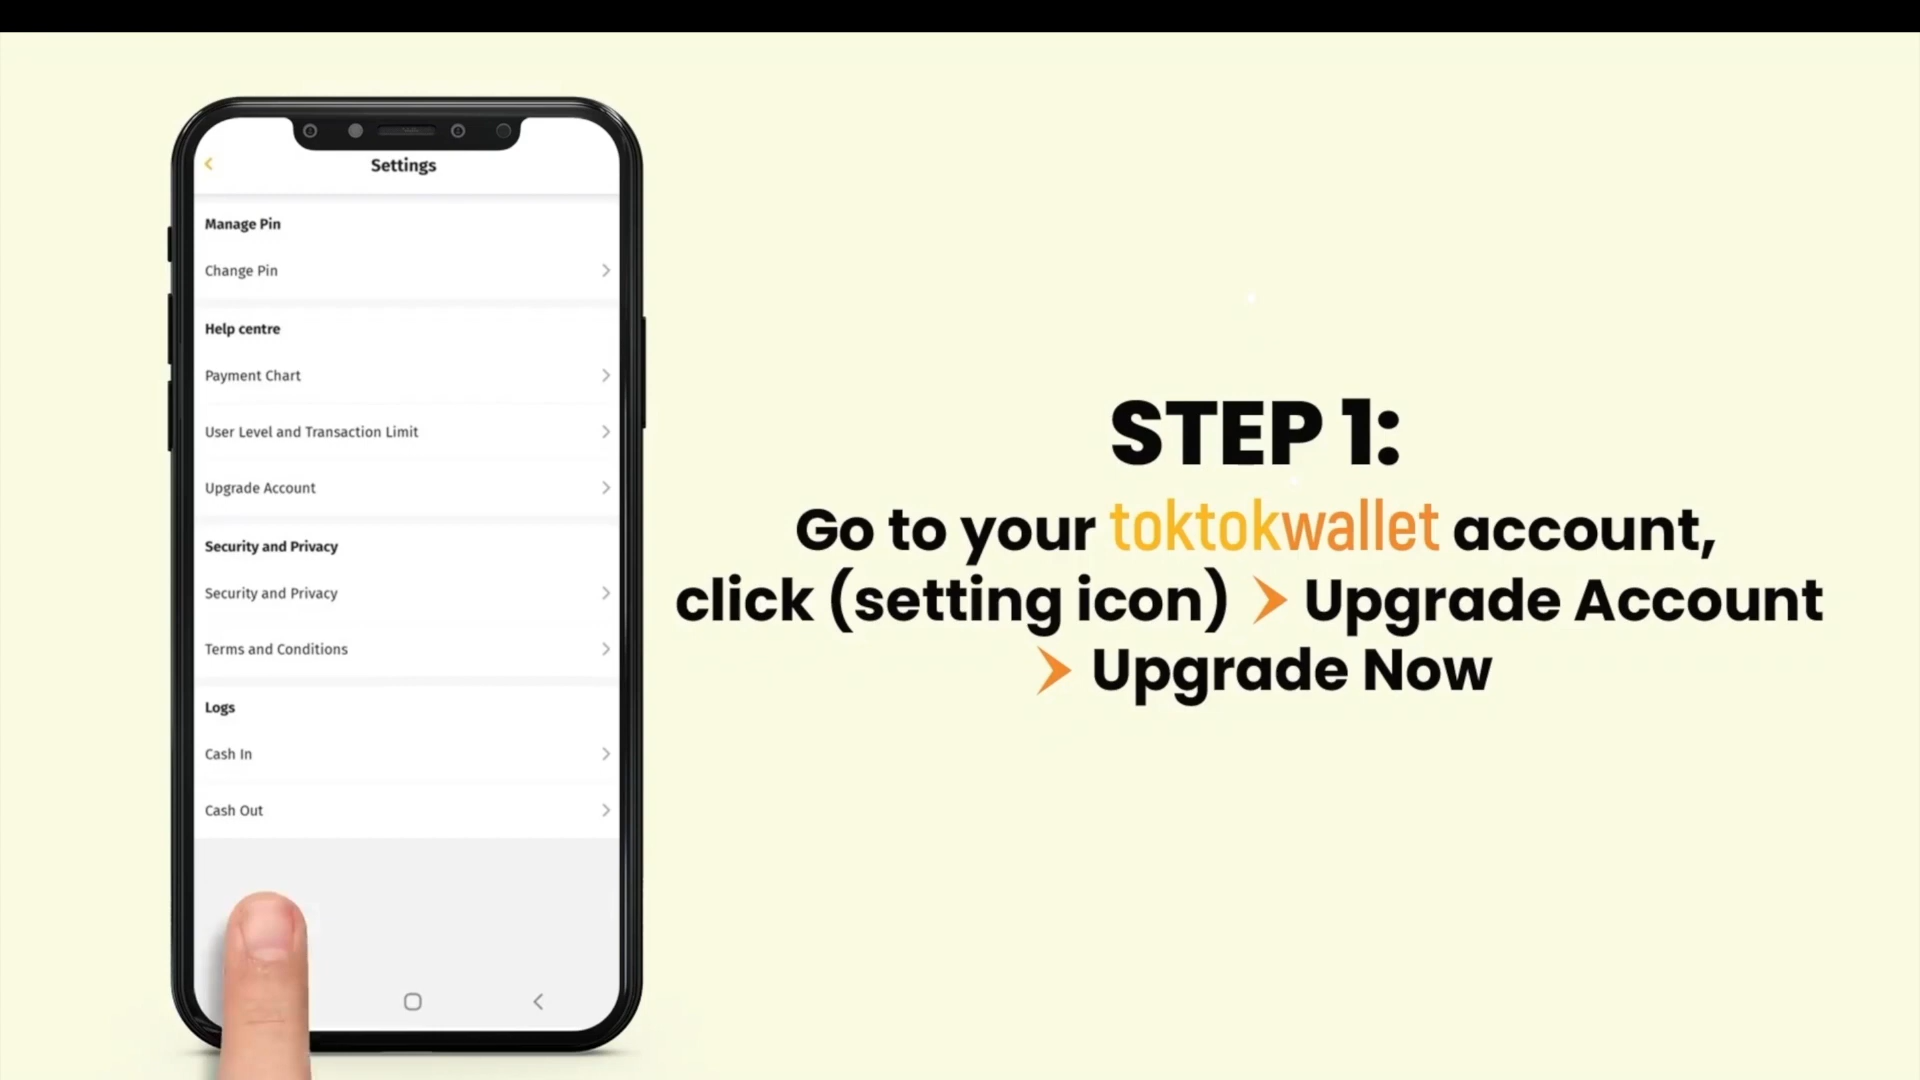 Settings
Manage Pin
Change Pin
Help centre
Payment Chart
User Level and Transaction Limit
Upgrade Account
Security and Privacy
Security and Privacy
Terms and Conditions
Logs
Cash In
Cash Out
STEP 1:
Go to your toktokwallet account,
click (setting icon) > Upgrade Account
> Upgrade Now